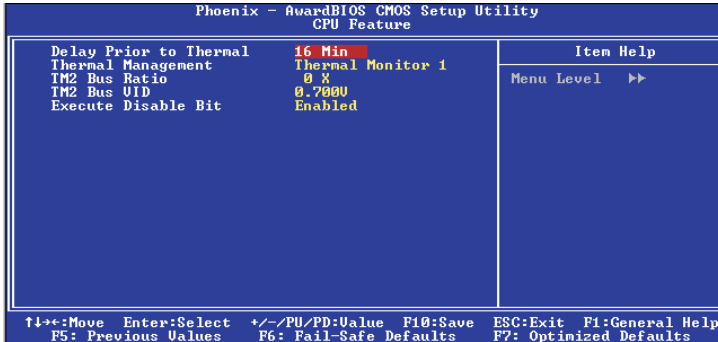 Phoenix - AwardBIOS CMOS Setup Utility
CPU Feature
Delay Prior to Thermal 16 Min
Thermal Management Thermal Monitor 1
TM2 Bus Ratio 0 X
TM2 Bus VID 0.700V
Execute Disable Bit Enabled
Item Help
Menu Level ►►
↑↓→←:Move Enter:Select +/-/PU/PD:Value F10:Save ESC:Exit F1:General Help
F5: Previous Values F6: Fail-Safe Defaults F7: Optimized Defaults